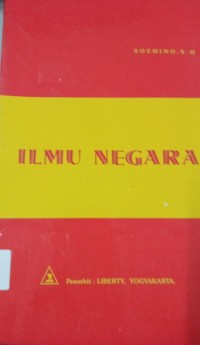 SOEHINO, S.H
ILMU NEGARA
Penerbit : LIBERTY, YOGYAKARTA.